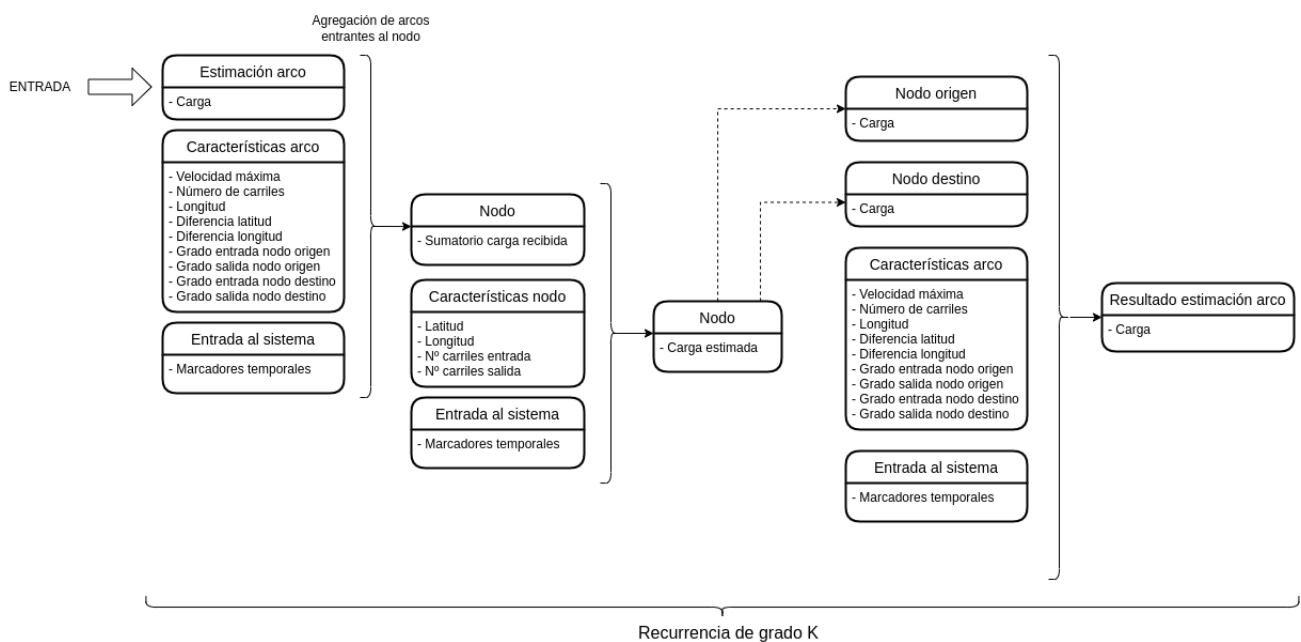 Agregación de arcos
entrantes al nodo
ENTRADA
Estimación arco
- Carga
Características arco
- Velocidad máxima
- Número de carriles
- Longitud
- Diferencia latitud
- Diferencia longitud
- Grado entrada nodo origen
- Grado salida nodo origen
- Grado entrada nodo destino
- Grado salida nodo destino
Entrada al sistema
- Marcadores temporales
Nodo
- Sumatorio carga recibida
Características nodo
- Latitud
- Longitud
- Nº carriles entrada
- Nº carriles salida
Entrada al sistema
- Marcadores temporales
Nodo
- Carga estimada
Nodo origen
- Carga
Nodo destino
- Carga
Características arco
- Velocidad máxima
- Número de carriles
- Longitud
- Diferencia latitud
- Diferencia longitud
- Grado entrada nodo origen
- Grado salida nodo origen
- Grado entrada nodo destino
- Grado salida nodo destino
Entrada al sistema
- Marcadores temporales
Resultado estimación arco
- Carga
Recurrencia de grado K